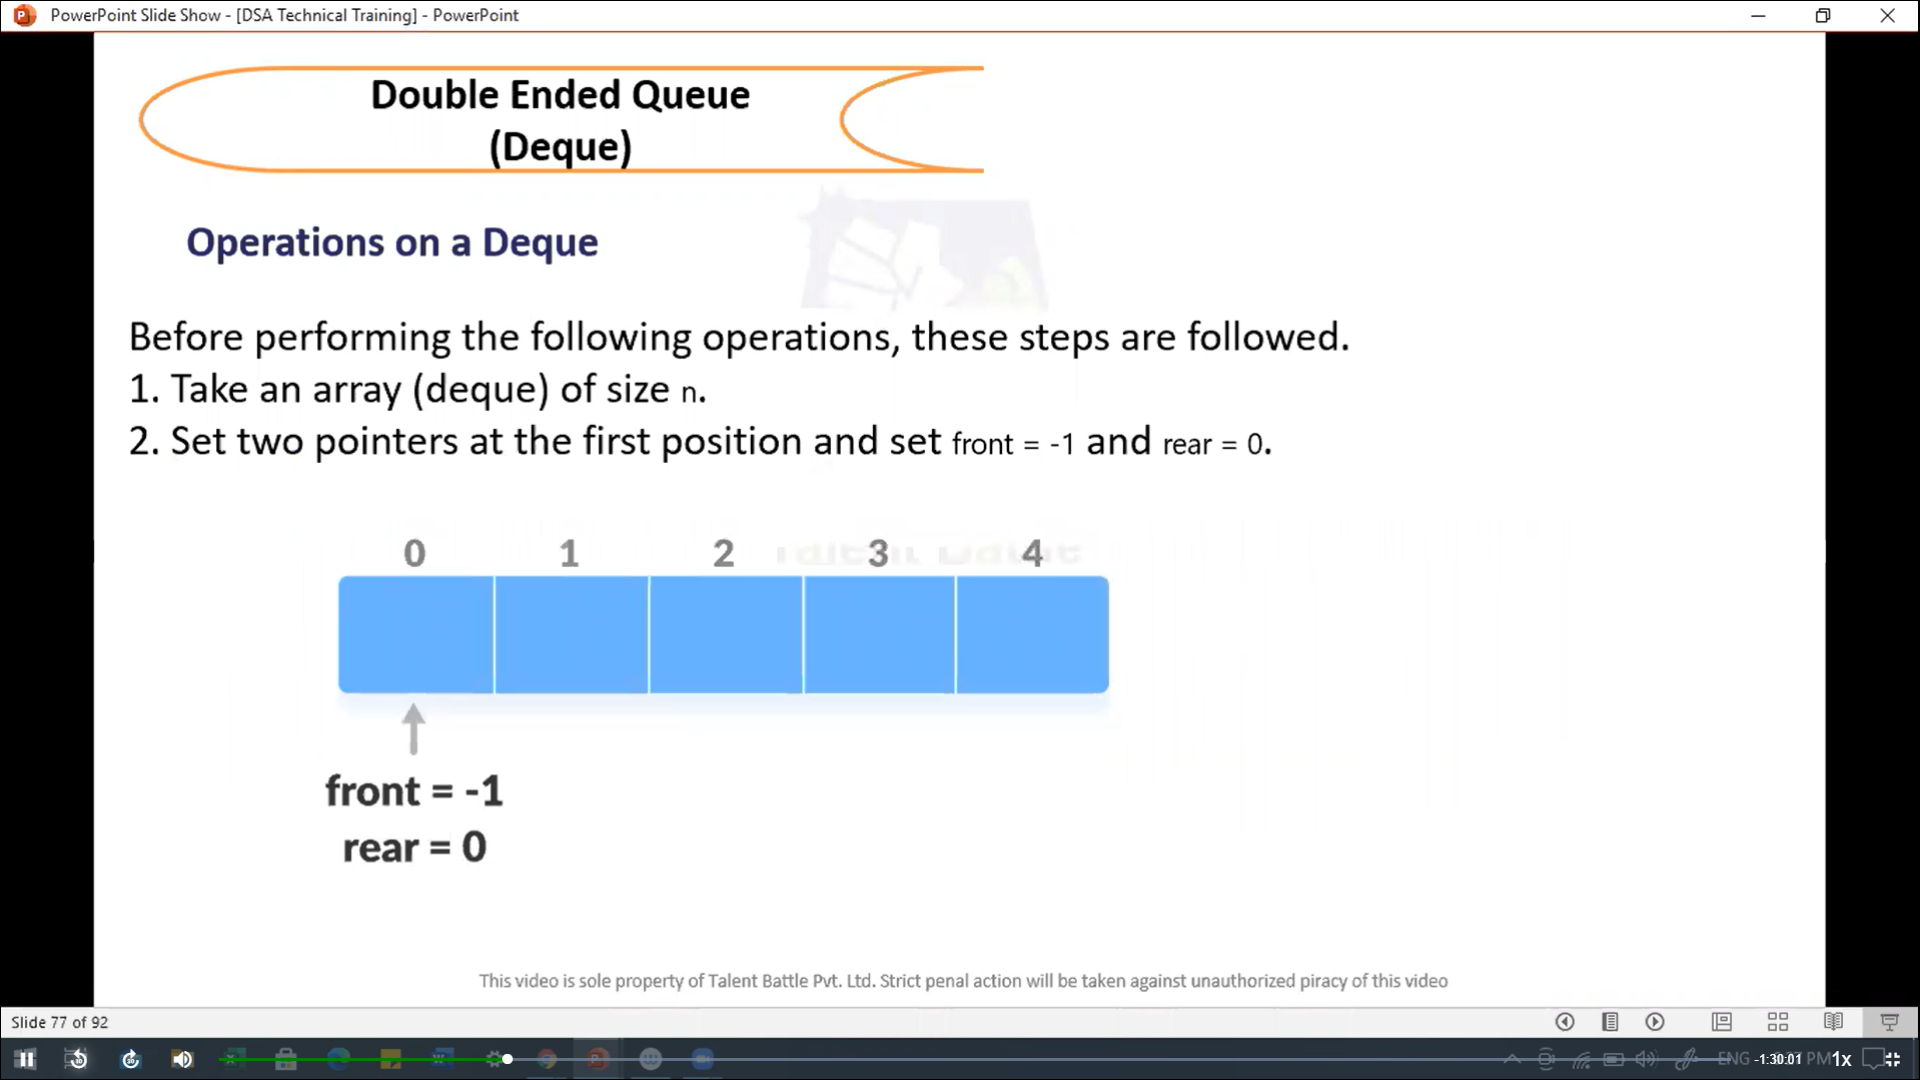 PowerPoint Slide Show - [DSA Technical Training] - PowerPoint
Double Ended Queue
(Deque)
Operations on a Deque
Before performing the following operations, these steps are followed.
1. Take an array (deque) of size n.
2. Set two pointers at the first position and set front = -1 and rear = 0.
0 1 2 3 4
front = -1
rear = 0
This video is sole property of Talent Battle Pvt. Ltd. Strict penal action will be taken against unauthorized piracy of this video
Slide 77 of 92
ENG -1:30:01 PM 1x